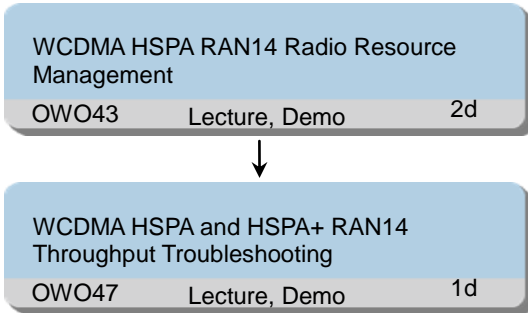 WCDMA HSPA RAN14 Radio Resource
Management
OWO43 Lecture, Demo 2d
WCDMA HSPA and HSPA+ RAN14
Throughput Troubleshooting
OWO47 Lecture, Demo 1d